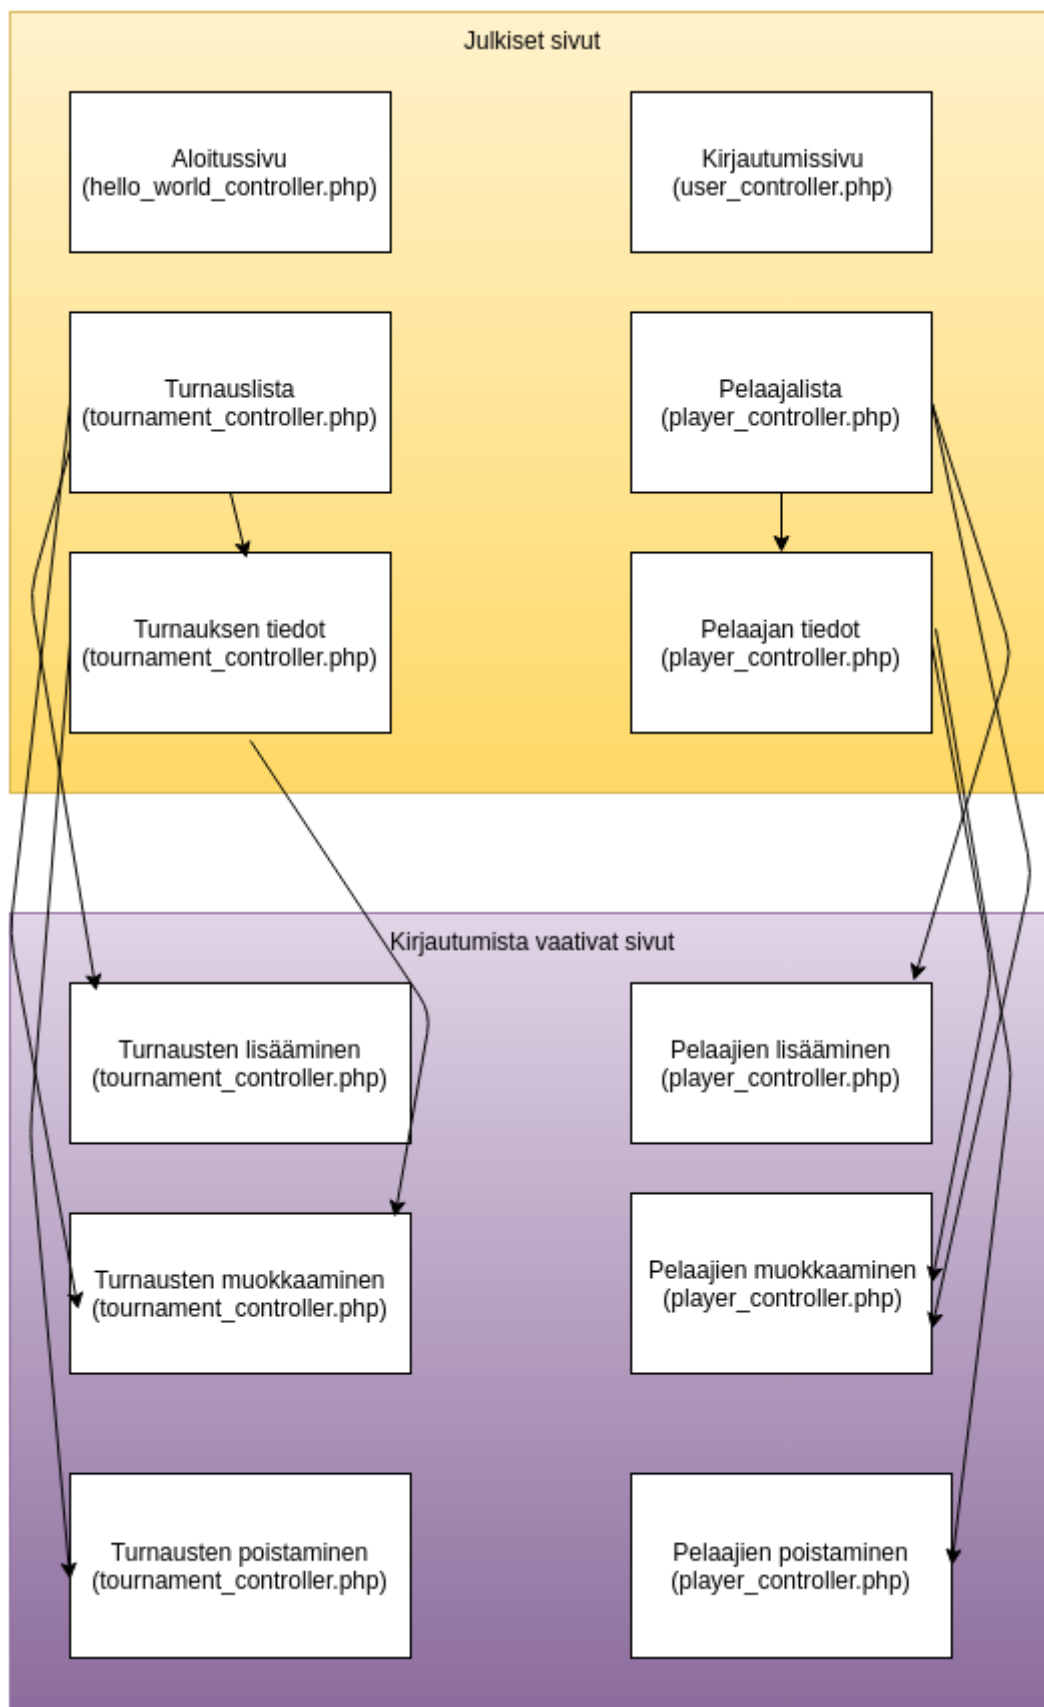 Julkiset sivut
Aloitussivu
(hello_world_controller.php)
Kirjautumissivu
(user_controller.php)
Turnauslista
(tournament_controller.php)
Pelaajalista
(player_controller.php)
Turnauksen tiedot
(tournament_controller.php)
Pelaajan tiedot
(player_controller.php)
Kirjautumista vaativat sivut
Turnausten lisääminen
(tournament_controller.php)
Pelaajien lisääminen
(player_controller.php)
Turnausten muokkaaminen
(tournament_controller.php)
Pelaajien muokkaaminen
(player_controller.php)
Turnausten poistaminen
(tournament_controller.php)
Pelaajien poistaminen
(player_controller.php)